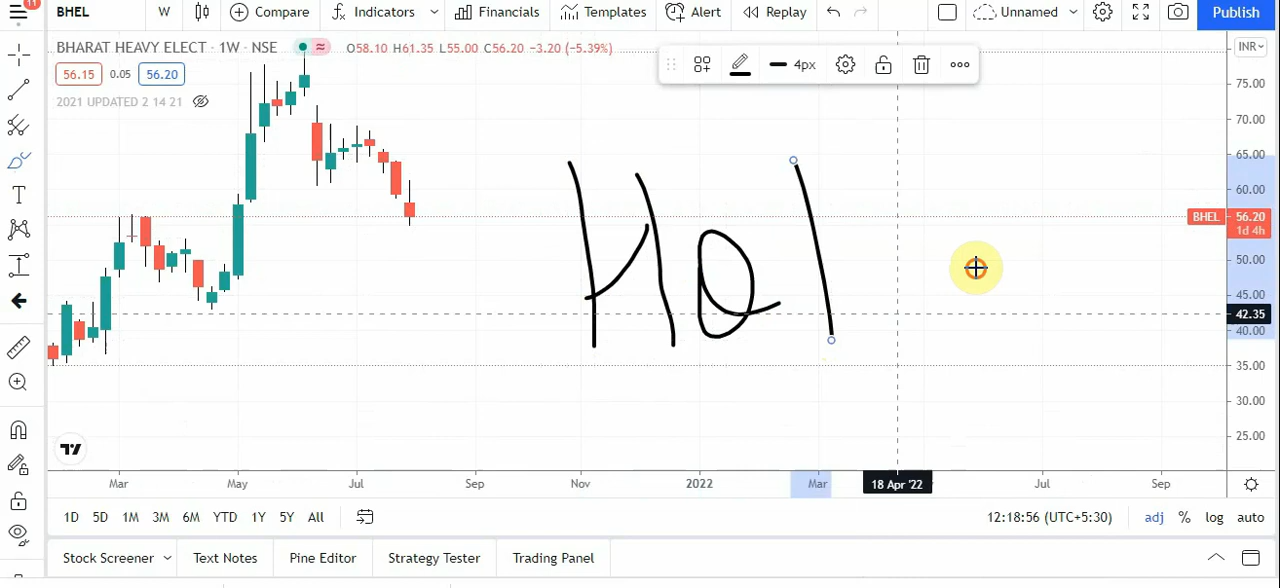 11
BHEL W Compare Indicators Financials Templates Alert Replay Unnamed Publish
BHARAT HEAVY ELECT · 1W · NSE ≈ O58.10 H61.35 L55.00 C56.20 −3.20 (−5.39%)
INR
56.15 0.05 56.20
4px
2021 UPDATED 2 14 21
75.00
70.00
65.00
60.00
BHEL 56.20
1d 4h
50.00
45.00
42.35
40.00
35.00
30.00
25.00
Hel
Mar May Jul Sep Nov 2022 Mar 18 Apr '22 Jul Sep
1D 5D 1M 3M 6M YTD 1Y 5Y All 12:18:56 (UTC+5:30) adj % log auto
Stock Screener Text Notes Pine Editor Strategy Tester Trading Panel